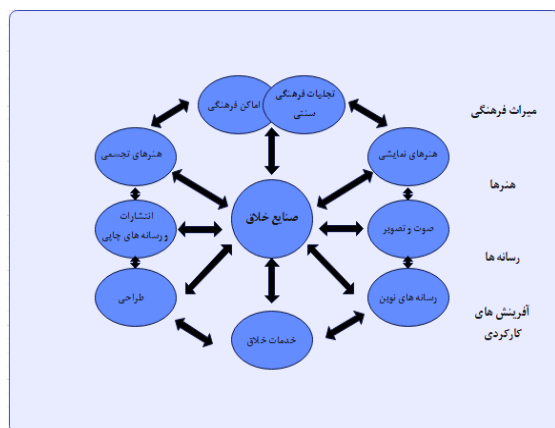 تجلیات فرهنگی
سنتی
اماکن فرهنگی
میراث فرهنگی
هنرهای نمایشی
هنرهای تجسمی
هنرها
صنایع خلاق
صوت و تصویر
انتشارات
و رسانه های چاپی
رسانه ها
رسانه های نوین
طراحی
آفرینش های
کارکردی
خدمات خلاق